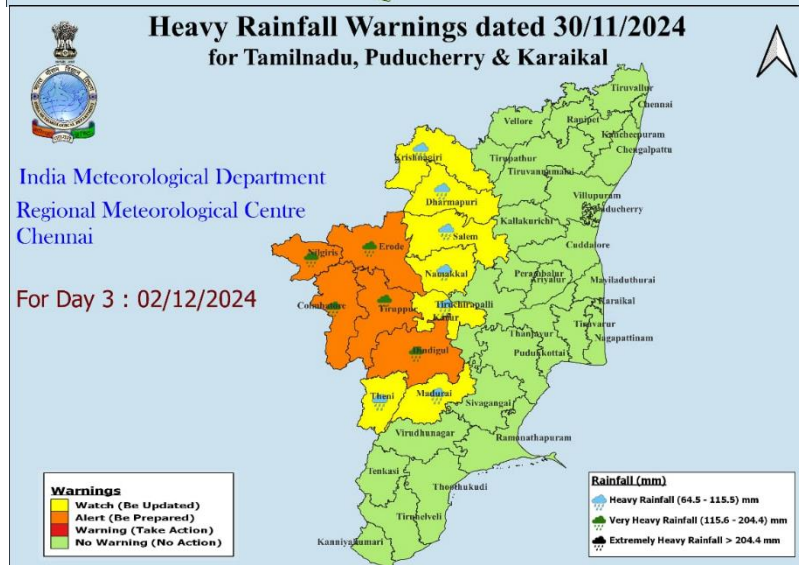 Heavy Rainfall Warnings dated 30/11/2024
for Tamilnadu, Puducherry & Karaikal
India Meteorological Department
Regional Meteorological Centre
Chennai
For Day 3 : 02/12/2024
Tiruvallur
Chennai
Vellore
Ranipet
Kancheepuram
Chengalpattu
Krishnagiri
Tirupathur
Tiruvannamalai
Dharmapuri
Villupuram
Puducherry
Kallakurichi
Salem
Cuddalore
Nilgiris
Erode
Namakkal
Perambalur
Ariyalur
Mayiladuthurai
Karaikal
Coimbatore
Tiruppur
Tiruchirapalli
Karur
Thanjavur
Tiruvarur
Nagapattinam
Pudukkottai
Dindigul
Theni
Madurai
Sivagangai
Virudhunagar
Ramanathapuram
Tenkasi
Thoothukudi
Tirunelveli
Kanniyakumari
Warnings
Watch (Be Updated)
Alert (Be Prepared)
Warning (Take Action)
No Warning (No Action)
Rainfall (mm)
Heavy Rainfall (64.5 - 115.5) mm
Very Heavy Rainfall (115.6 - 204.4) mm
Extremely Heavy Rainfall > 204.4 mm